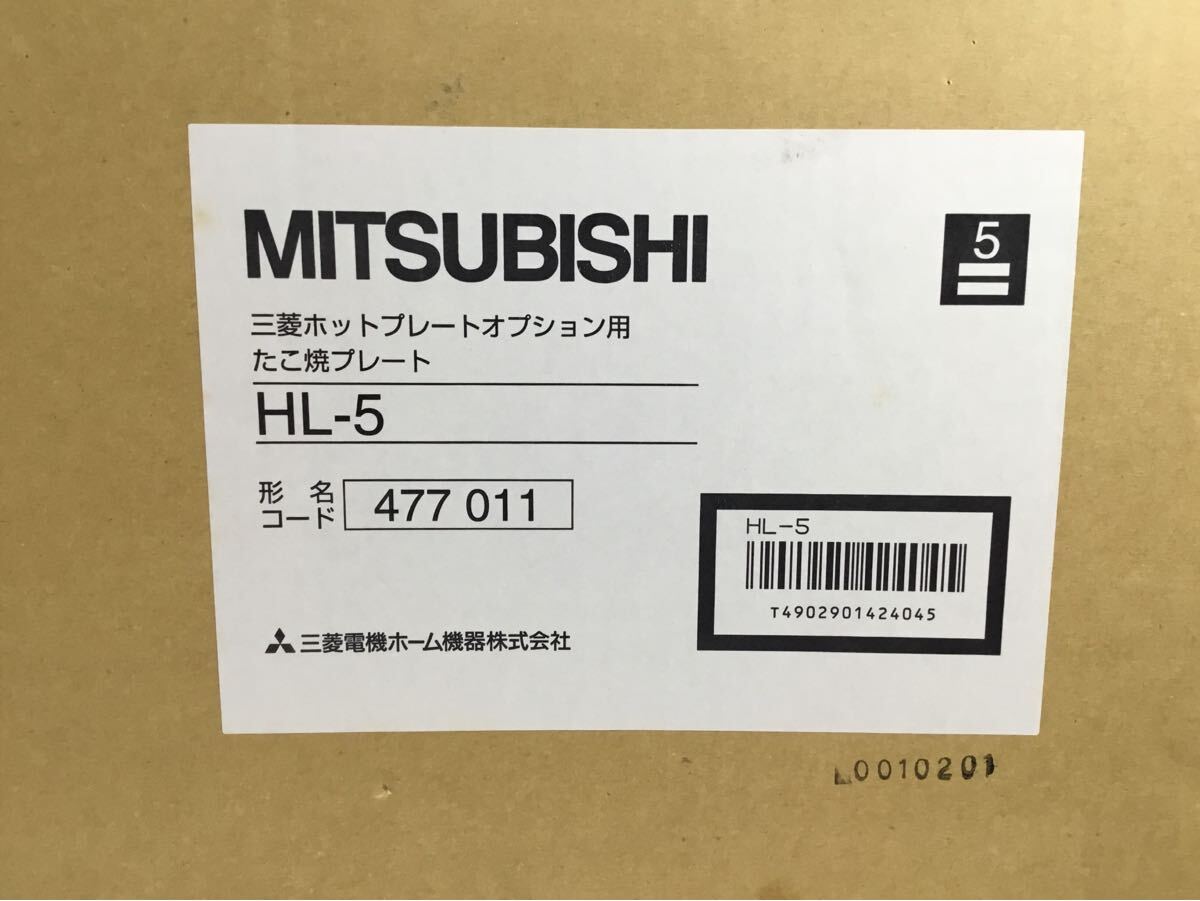 MITSUBISHI
5
三菱ホットプレートオプション用
たこ焼プレート
HL-5
形名
コード
477 011
HL-5
T4902901424045
三菱電機ホーム機器株式会社
0010201